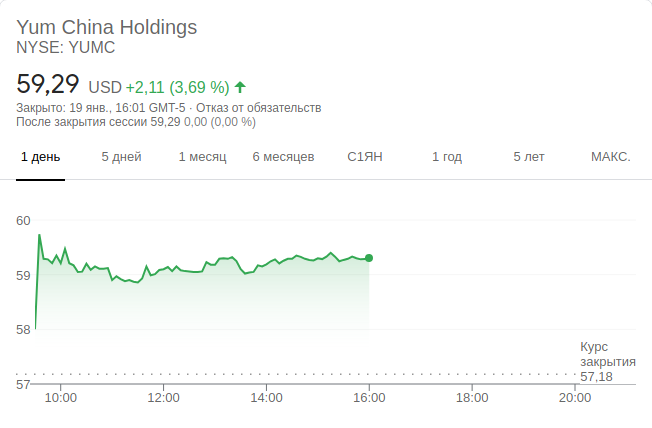 Yum China Holdings
NYSE: YUMC
59,29 USD +2,11 (3,69 %)
Закрыто: 19 янв., 16:01 GMT-5 · Отказ от обязательств
После закрытия сессии 59,29 0,00 (0,00 %)
1 день 5 дней 1 месяц 6 месяцев С1ЯН 1 год 5 лет МАКС.
60
59
58
Курс
закрытия
57,18
57
10:00 12:00 14:00 16:00 18:00 20:00